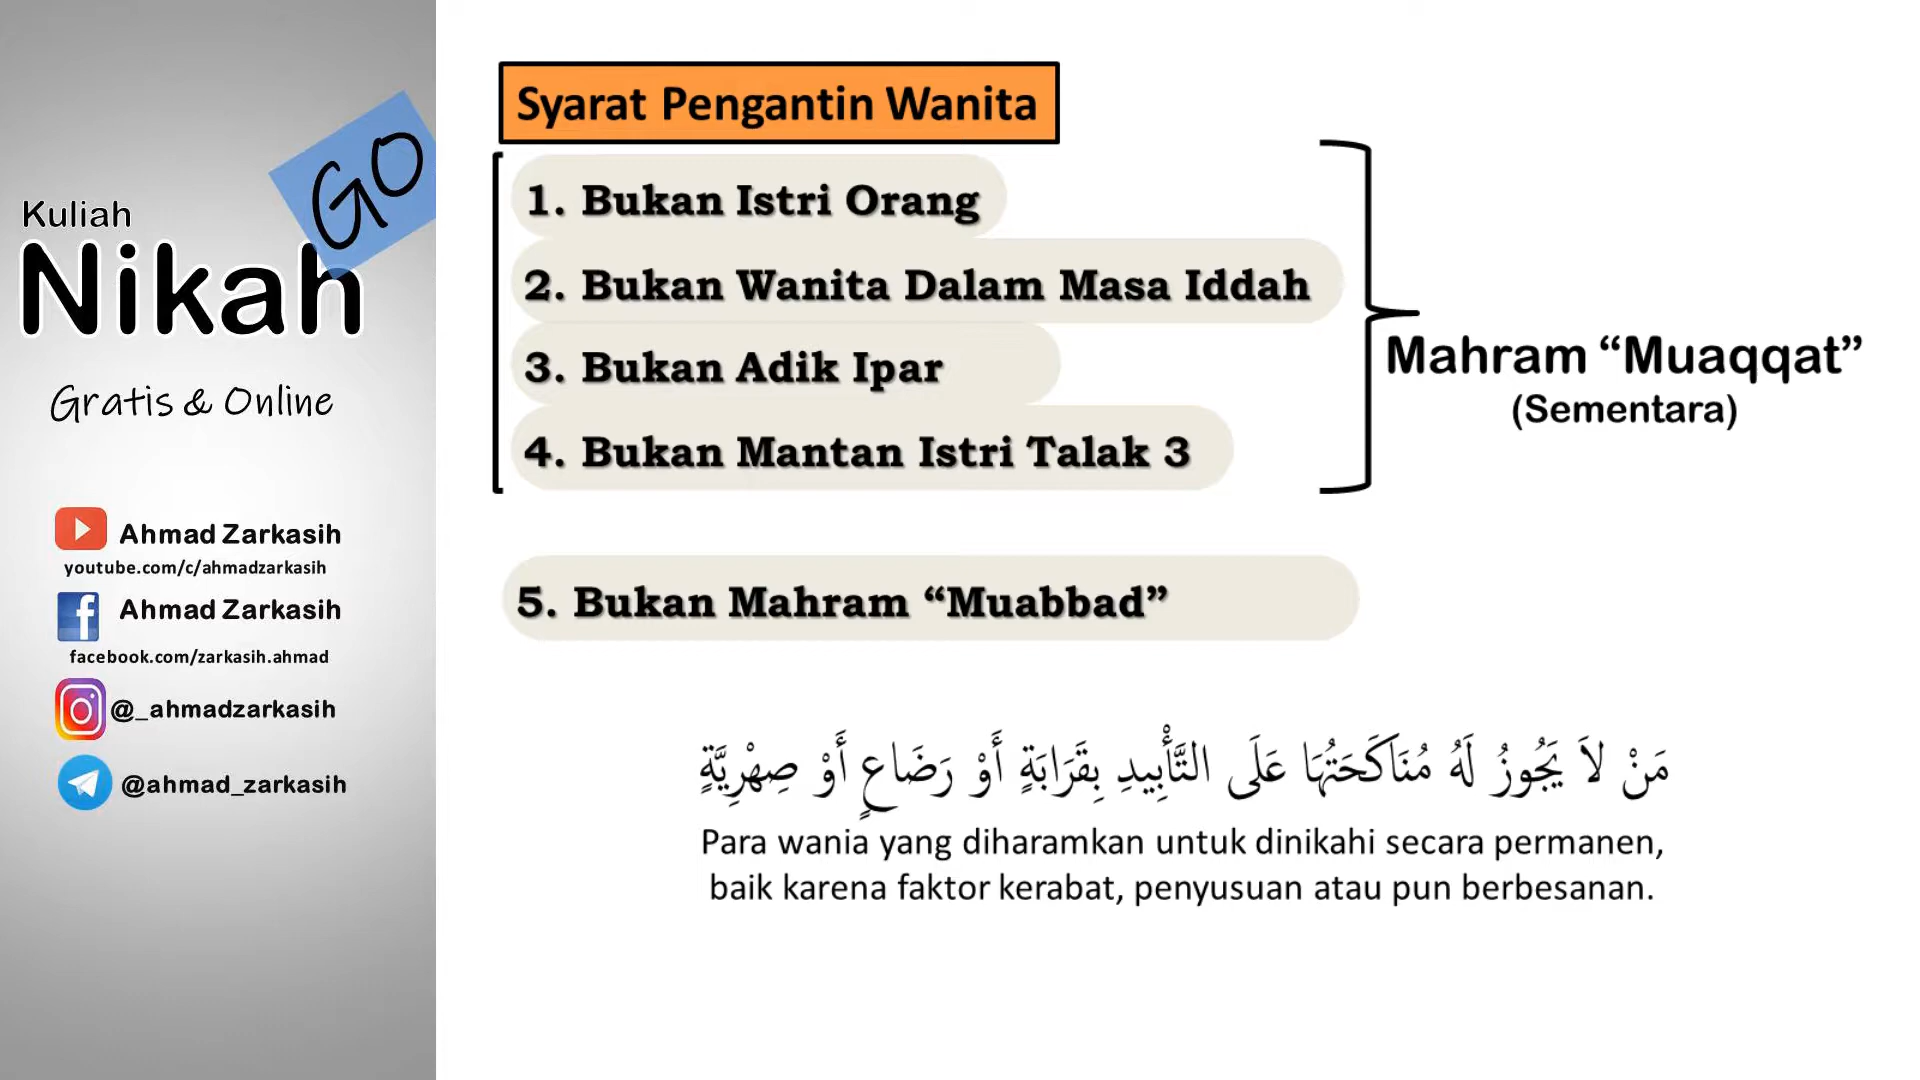 Kuliah
GO
Nikah
Gratis & Online
Ahmad Zarkasih
youtube.com/c/ahmadzarkasih
Ahmad Zarkasih
facebook.com/zarkasih.ahmad
@_ahmadzarkasih
@ahmad_zarkasih
Syarat Pengantin Wanita
1. Bukan Istri Orang
2. Bukan Wanita Dalam Masa Iddah
3. Bukan Adik Ipar
4. Bukan Mantan Istri Talak 3
Mahram “Muaqqat”
(Sementara)
5. Bukan Mahram “Muabbad”
مَنْ لاَ يَجُوزُ لَهُ مُنَاكَحَتُهَا عَلَى التَّأْبِيدِ بِقَرَابَةٍ أَوْ رَضَاعٍ أَوْ صِهْرِيَّةٍ
Para wania yang diharamkan untuk dinikahi secara permanen,
baik karena faktor kerabat, penyusuan atau pun berbesanan.